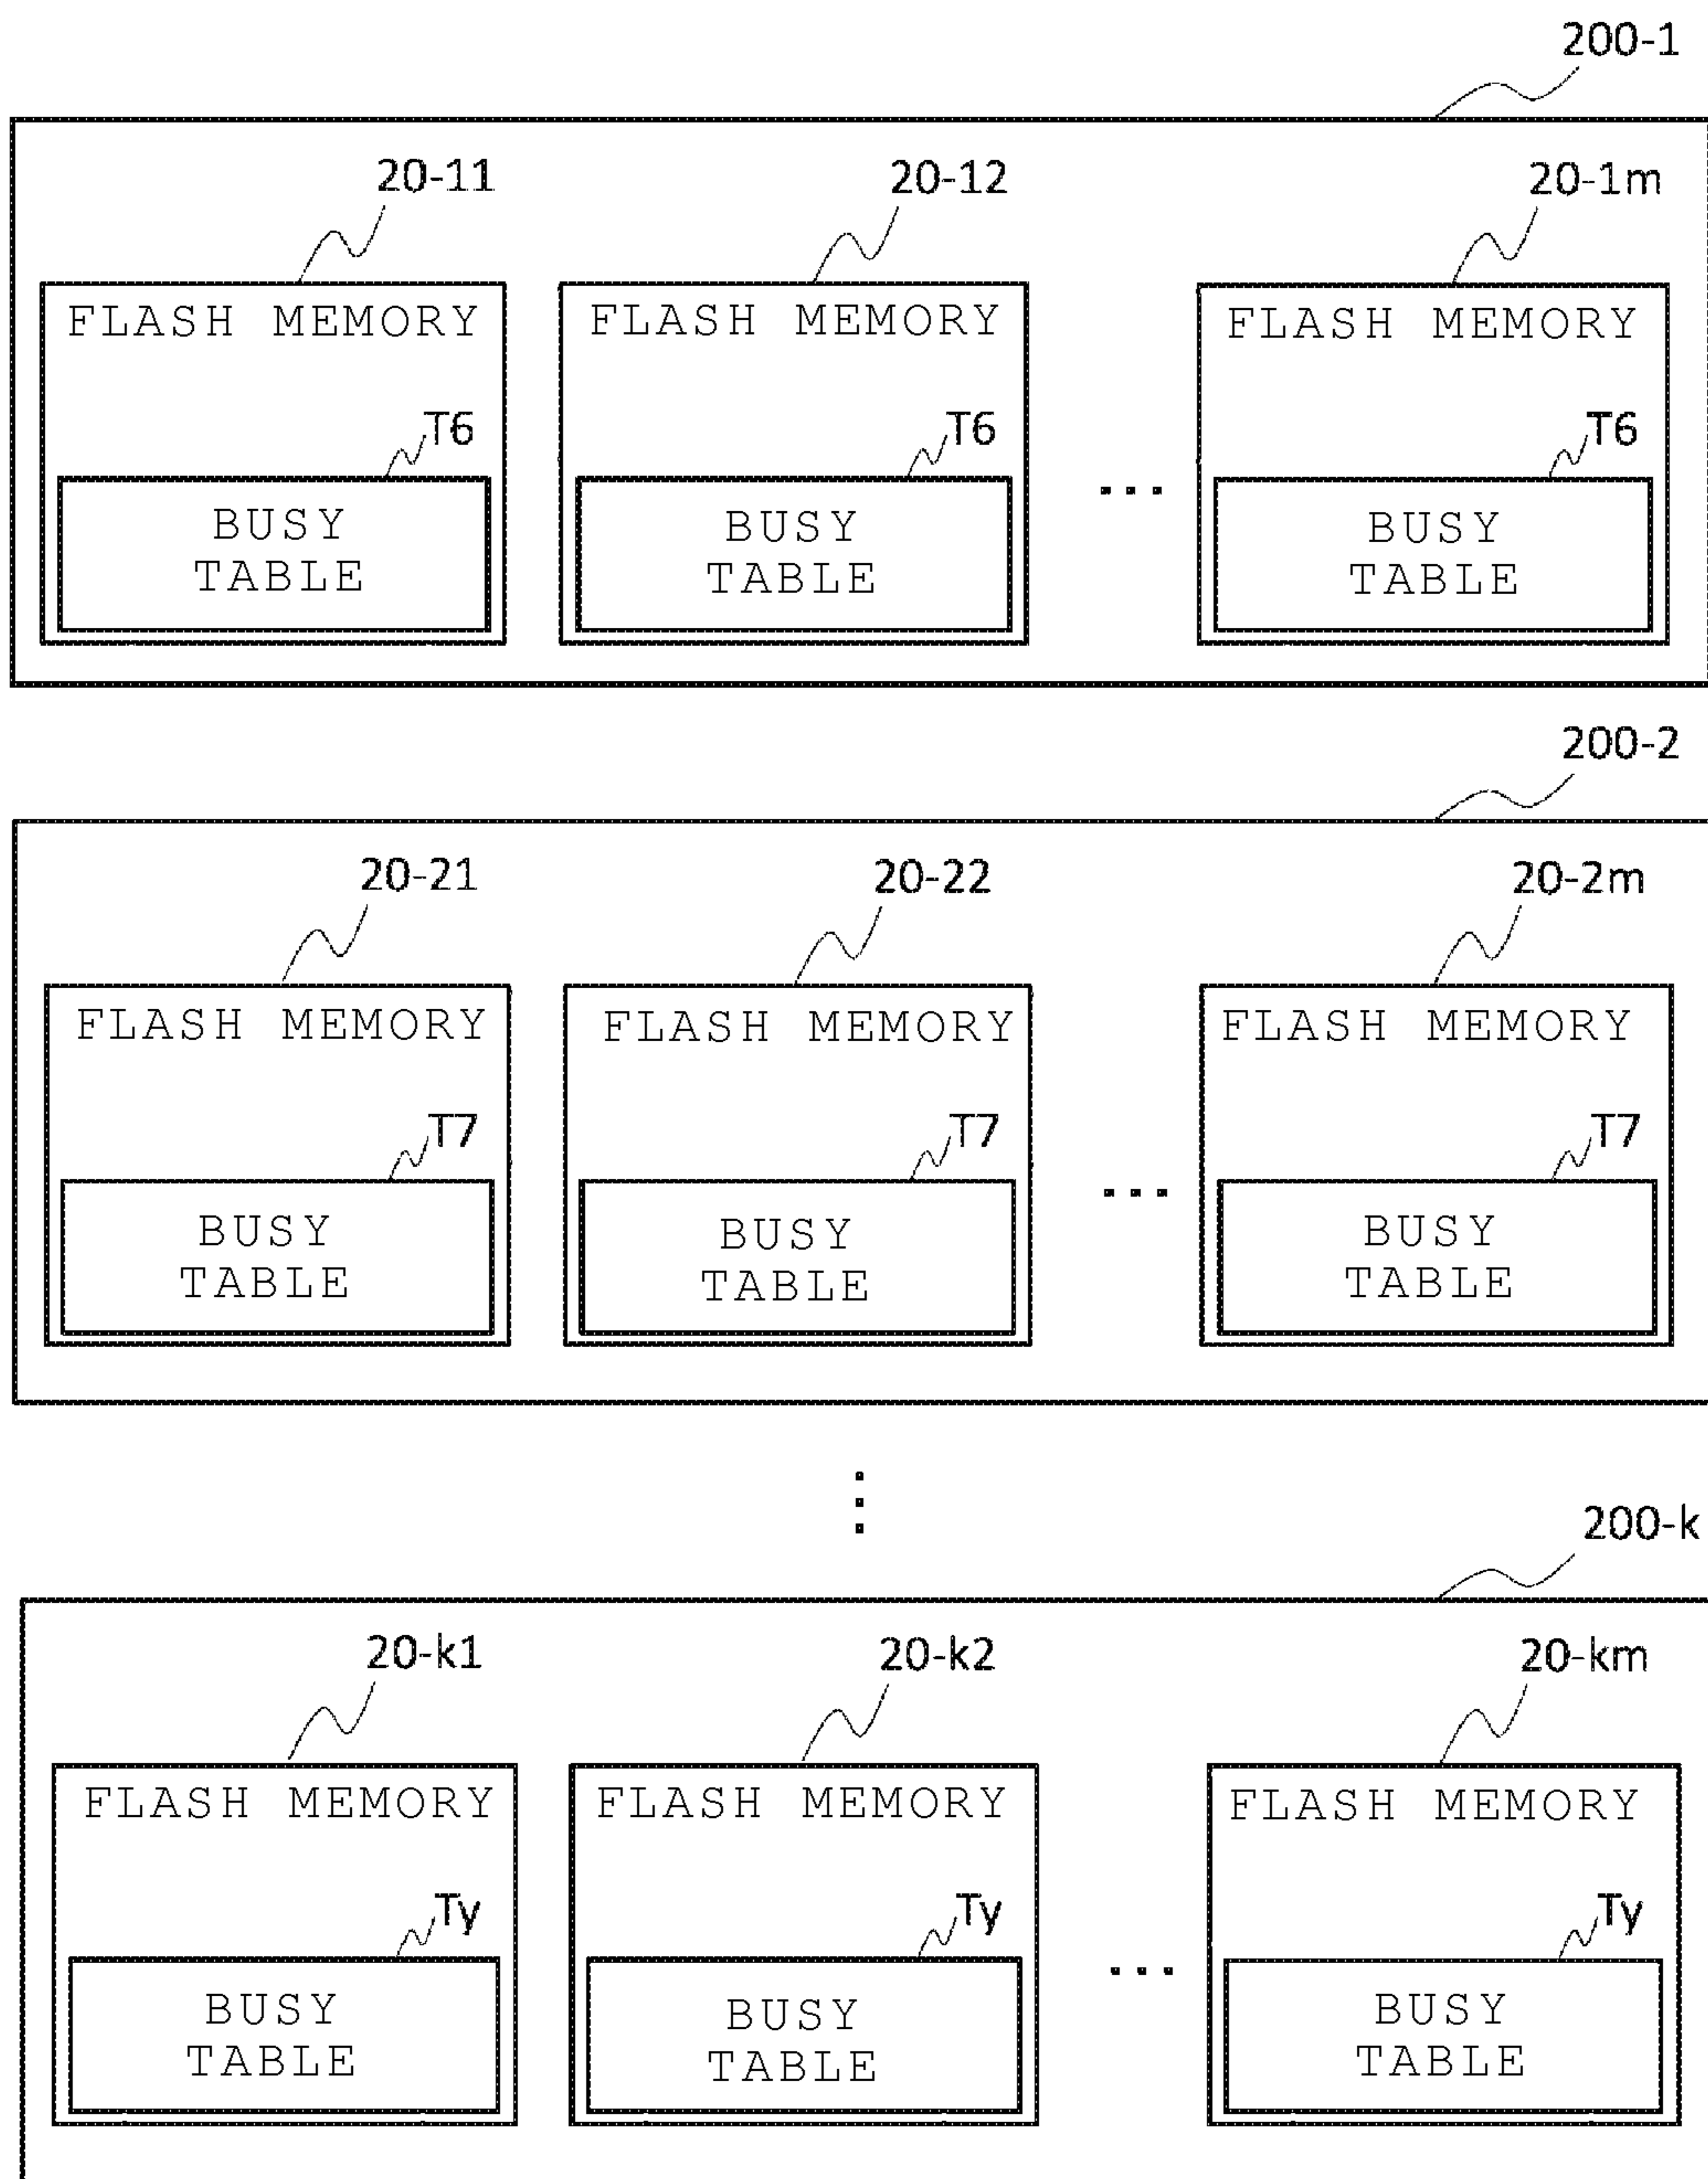 200-1
20-11 20-12 20-1m
FLASH MEMORY FLASH MEMORY FLASH MEMORY
T6 T6 T6
BUSY BUSY BUSY
TABLE TABLE TABLE
...
200-2
20-21 20-22 20-2m
FLASH MEMORY FLASH MEMORY FLASH MEMORY
T7 T7 T7
BUSY BUSY BUSY
TABLE TABLE TABLE
...
200-k
20-k1 20-k2 20-km
FLASH MEMORY FLASH MEMORY FLASH MEMORY
Ty Ty Ty
BUSY BUSY BUSY
TABLE TABLE TABLE
...